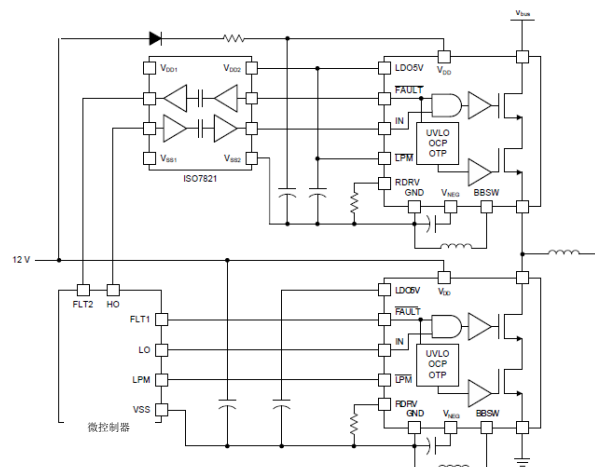 Vbus
VDD1
VDD2
LDO5V
VDD
FAULT
IN
UVLO
OCP
OTP
VSS1
VSS2
LPM
ISO7821
RDRV
GND
VNEG
BBSW
12 V
FLT2
HO
LDO5V
VDD
FLT1
FAULT
LO
IN
UVLO
OCP
OTP
LPM
LPM
VSS
RDRV
GND
VNEG
BBSW
微控制器